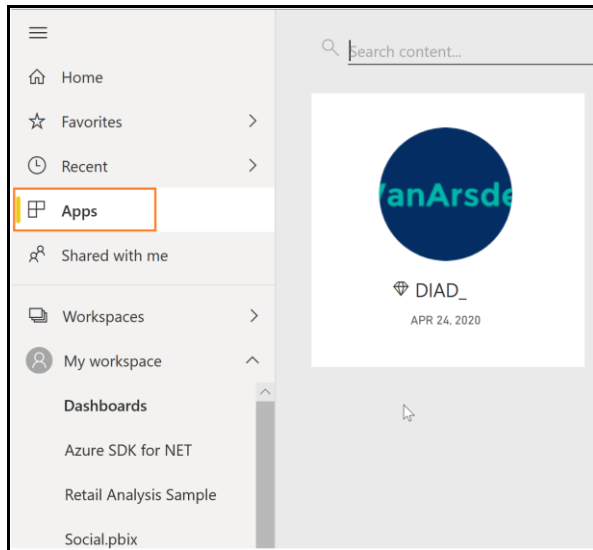 Home
Favorites
Recent
Apps
Shared with me
Workspaces
My workspace
Dashboards
Azure SDK for NET
Retail Analysis Sample
Social.pbix
Search content...
VanArsde
DIAD_
APR 24, 2020